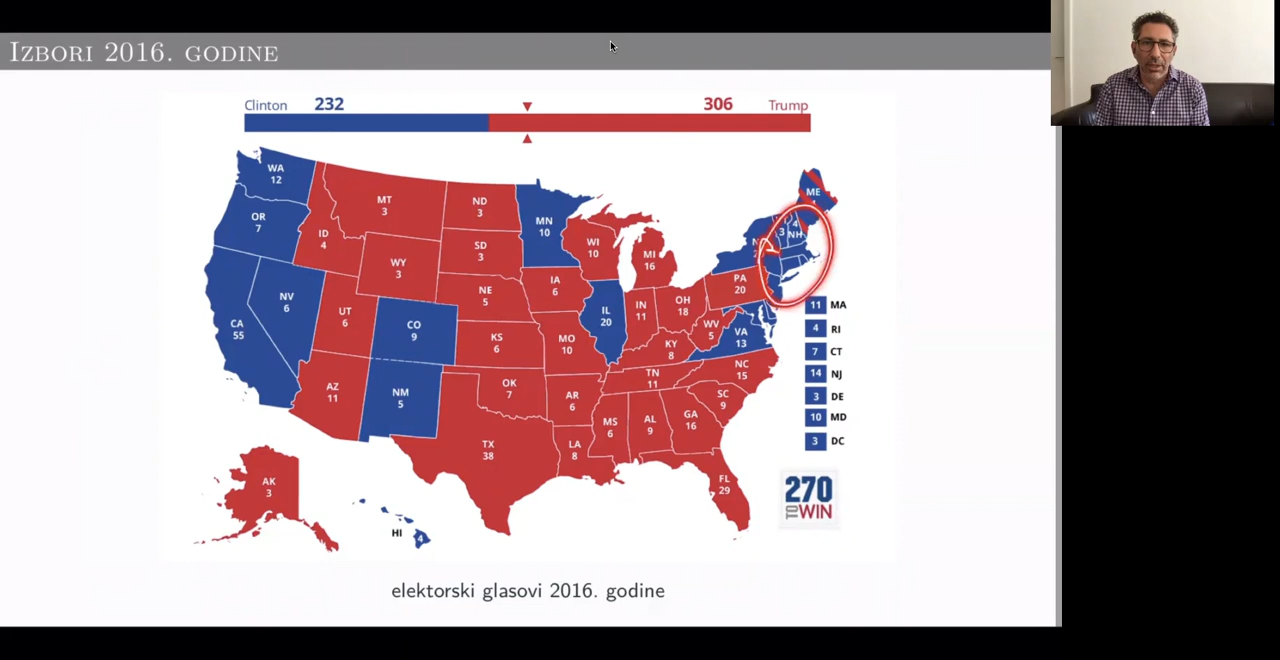 IZBORI 2016. GODINE
Clinton 232 306 Trump
WA
12
OR
7
CA
55
NV
6
ID
4
MT
3
WY
3
UT
6
AZ
11
CO
9
NM
5
ND
3
SD
3
NE
5
KS
6
OK
7
TX
38
MN
10
IA
6
MO
10
AR
6
LA
8
WI
10
IL
20
MI
16
IN
11
OH
18
KY
8
TN
11
MS
6
AL
9
GA
16
FL
29
SC
9
NC
15
VA
13
WV
5
PA
20
ME
3
4
NH
11 MA
4 RI
7 CT
14 NJ
3 DE
10 MD
3 DC
AK
3
HI 4
270
TO WIN
elektorski glasovi 2016. godine